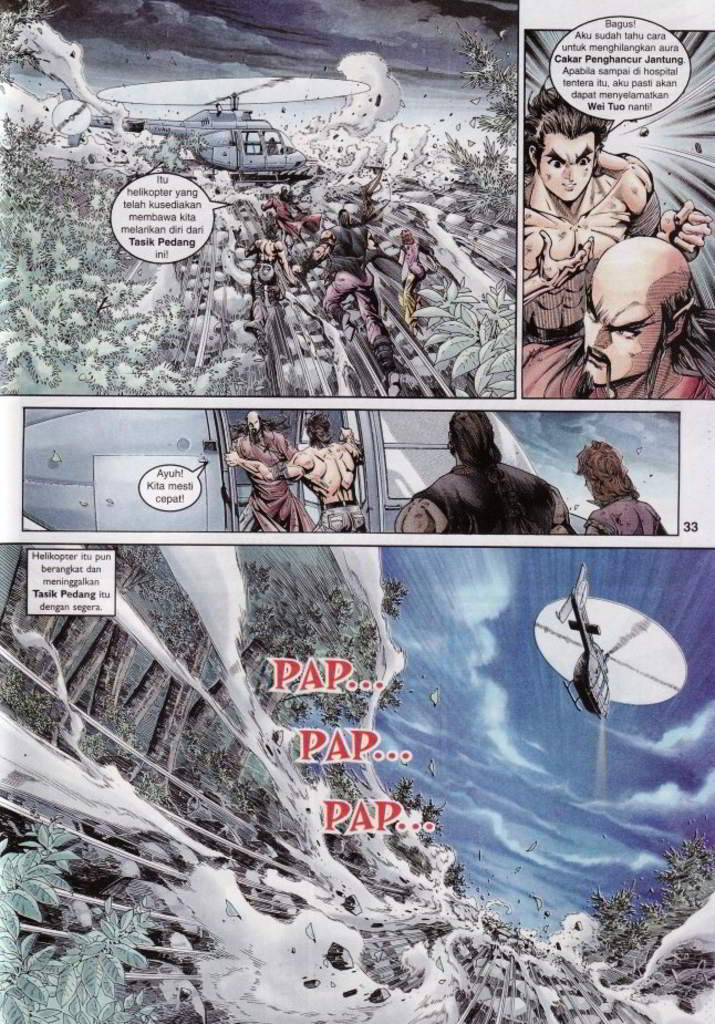 Itu
helikopter yang
telah kusediakan
membawa kita
melarikan diri dari
Tasik Pedang
ini!
Bagus!
Aku sudah tahu cara
untuk menghilangkan aura
Cakar Penghancur Jantung.
Apabila sampai di hospital
tentera itu, aku pasti akan
dapat menyelamatkan
Wei Tuo nanti!
Ayuh!
Kita mesti
cepat!
33
Helikopter itu pun
berangkat dan
meninggalkan
Tasik Pedang itu
dengan segera.
PAP...
PAP...
PAP...